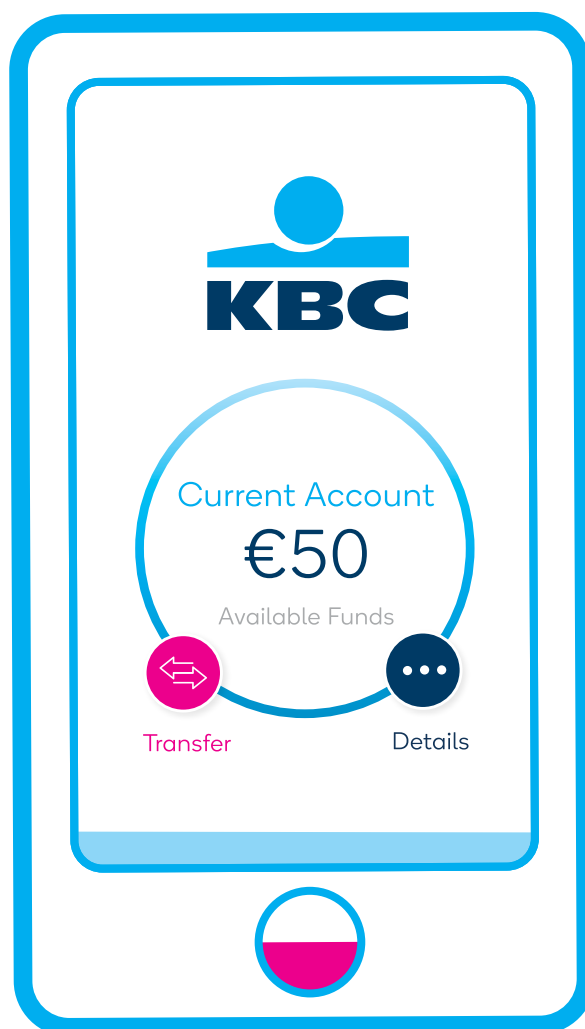 KBC
Current Account
€50
Available Funds
Transfer
Details